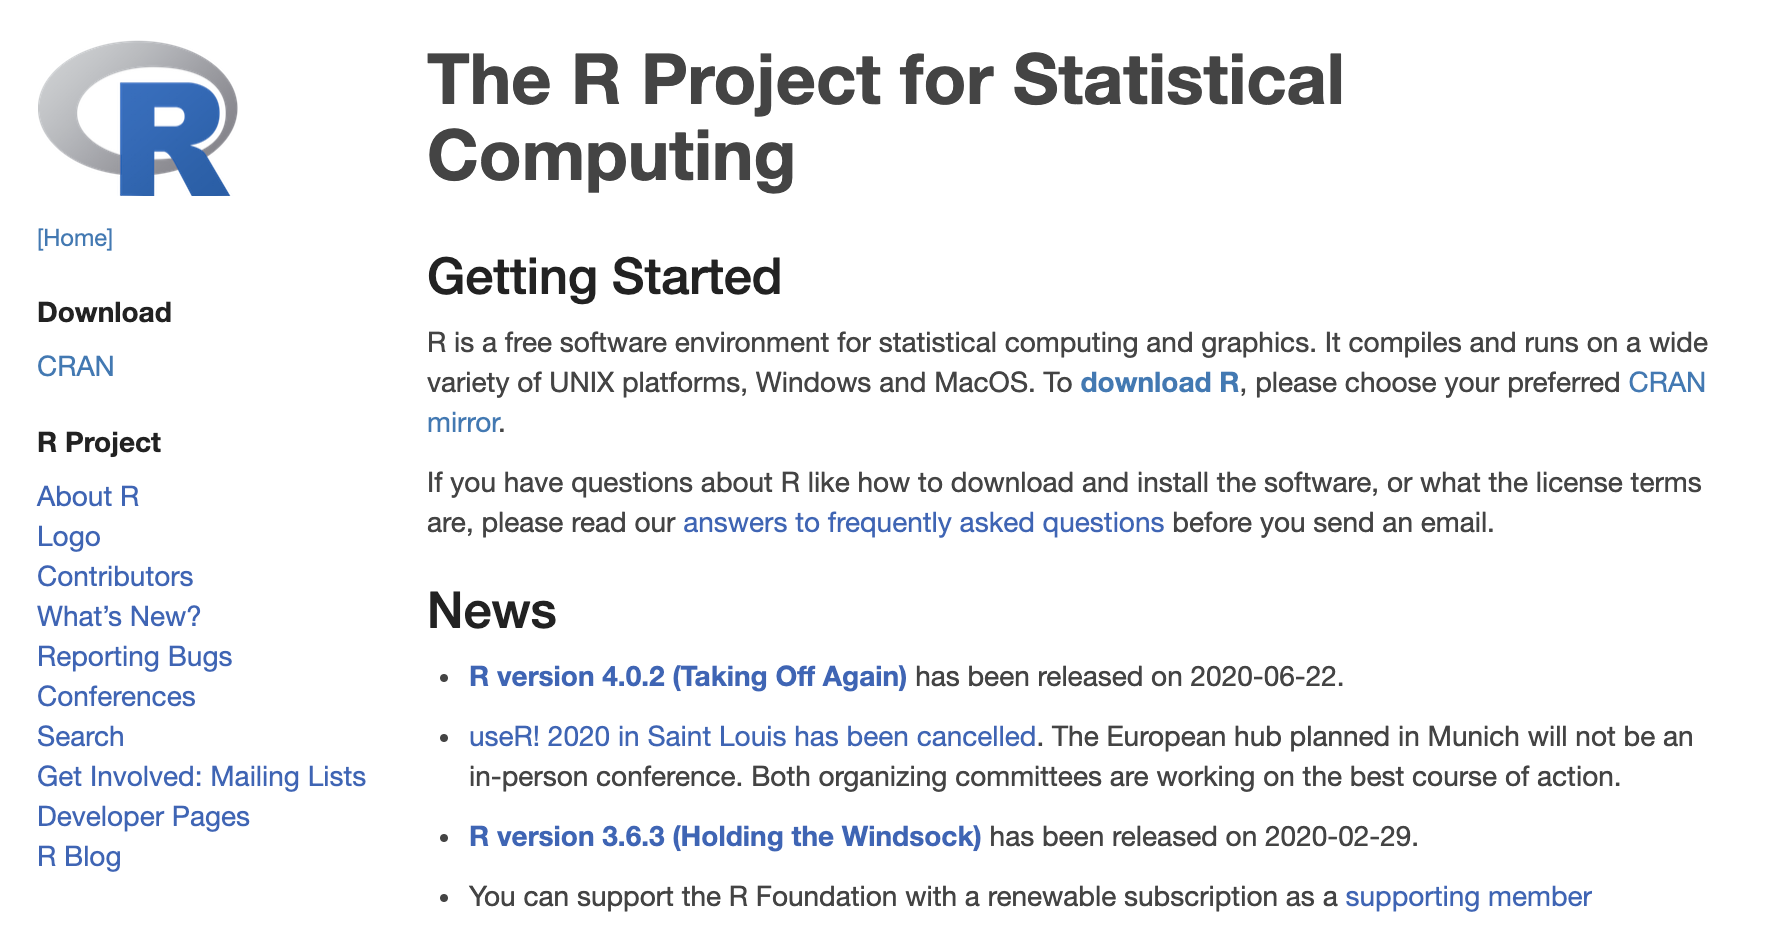 R
[Home]
Download
CRAN
R Project
About R
Logo
Contributors
What’s New?
Reporting Bugs
Conferences
Search
Get Involved: Mailing Lists
Developer Pages
R Blog
The R Project for Statistical
Computing
Getting Started
R is a free software environment for statistical computing and graphics. It compiles and runs on a wide
variety of UNIX platforms, Windows and MacOS. To download R, please choose your preferred CRAN
mirror.
If you have questions about R like how to download and install the software, or what the license terms
are, please read our answers to frequently asked questions before you send an email.
News
• R version 4.0.2 (Taking Off Again) has been released on 2020-06-22.
• useR! 2020 in Saint Louis has been cancelled. The European hub planned in Munich will not be an
in-person conference. Both organizing committees are working on the best course of action.
• R version 3.6.3 (Holding the Windsock) has been released on 2020-02-29.
• You can support the R Foundation with a renewable subscription as a supporting member